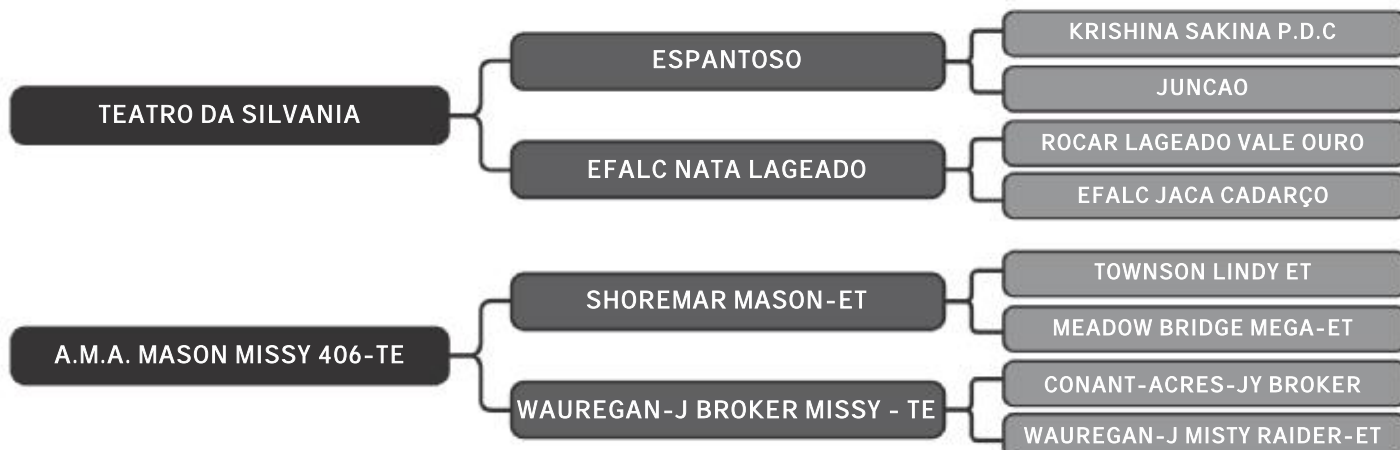 KRISHINA SAKINA P.D.C
ESPANTOSO
JUNCAO
TEATRO DA SILVANIA
ROCAR LAGEADO VALE OURO
EFALC NATA LAGEADO
EFALC JACA CADARÇO
TOWNSON LINDY ET
SHOREMAR MASON-ET
MEADOW BRIDGE MEGA-ET
A.M.A. MASON MISSY 406-TE
CONANT-ACRES-JY BROKER
WAUREGAN-J BROKER MISSY - TE
WAUREGAN-J MISTY RAIDER-ET